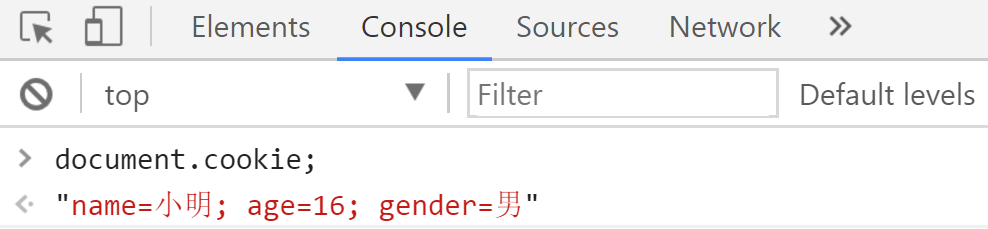 Elements Console Sources Network »
top Filter Default levels
> document.cookie;
"name=小明; age=16; gender=男"